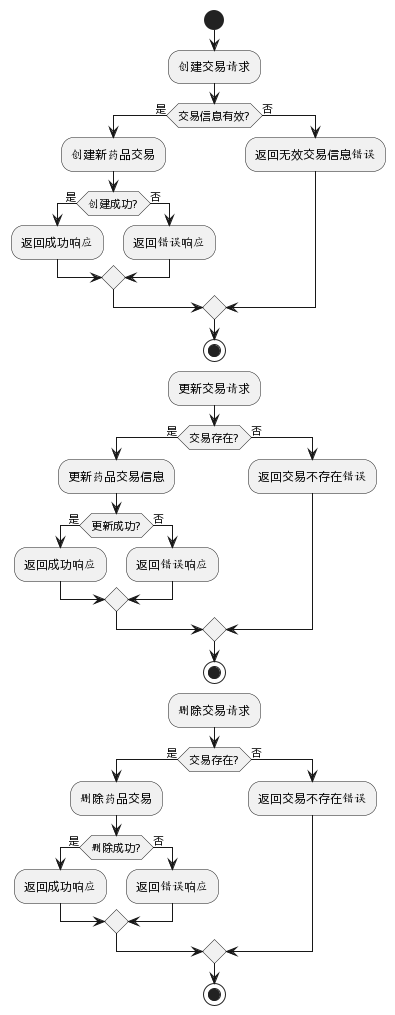 创建交易请求
是
交易信息有效?
否
创建新药品交易
返回无效交易信息错误
是
创建成功?
否
返回成功响应
返回错误响应
更新交易请求
是
交易存在?
否
更新药品交易信息
返回交易不存在错误
是
更新成功?
否
返回成功响应
返回错误响应
删除交易请求
是
交易存在?
否
删除药品交易
返回交易不存在错误
是
删除成功?
否
返回成功响应
返回错误响应